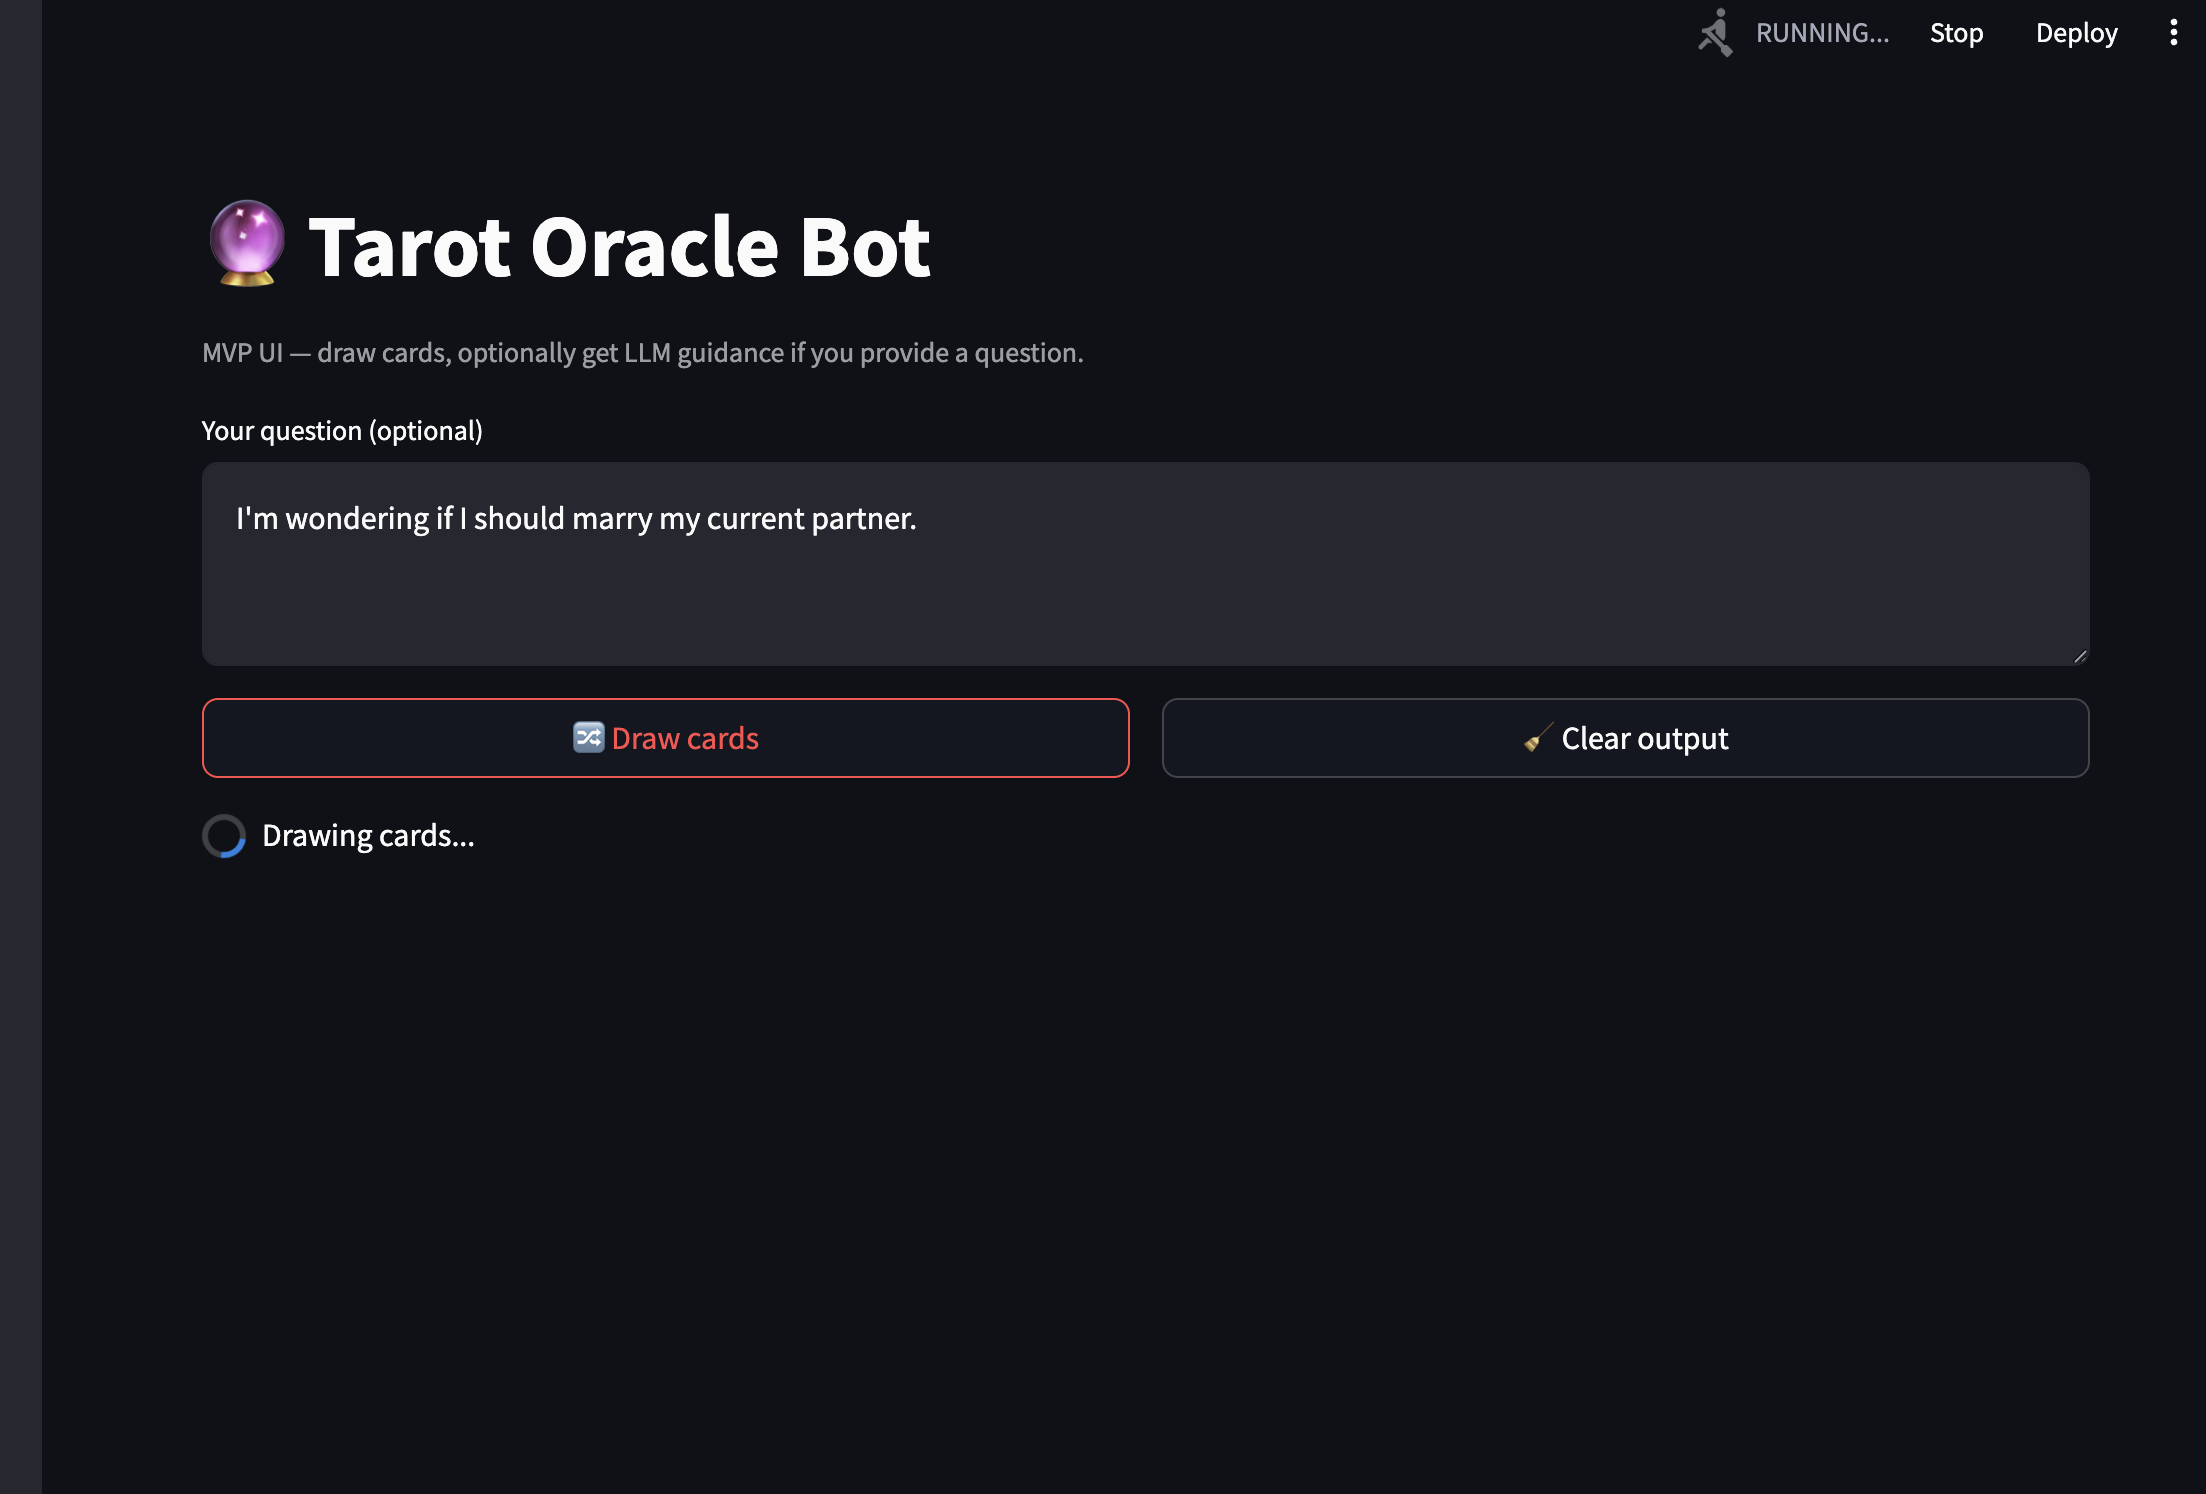 RUNNING... Stop Deploy
Tarot Oracle Bot
MVP UI — draw cards, optionally get LLM guidance if you provide a question.
Your question (optional)
I'm wondering if I should marry my current partner.
Draw cards Clear output
Drawing cards...